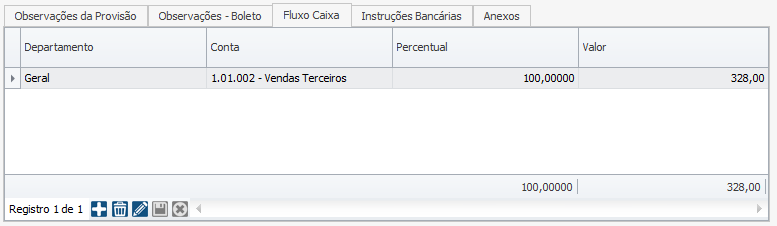 Observações da Provisão Observações - Boleto Fluxo Caixa Instruções Bancárias Anexos
Departamento Conta Percentual Valor
Geral 1.01.002 - Vendas Terceiros 100,00000 328,00
100,00000 328,00
Registro 1 de 1